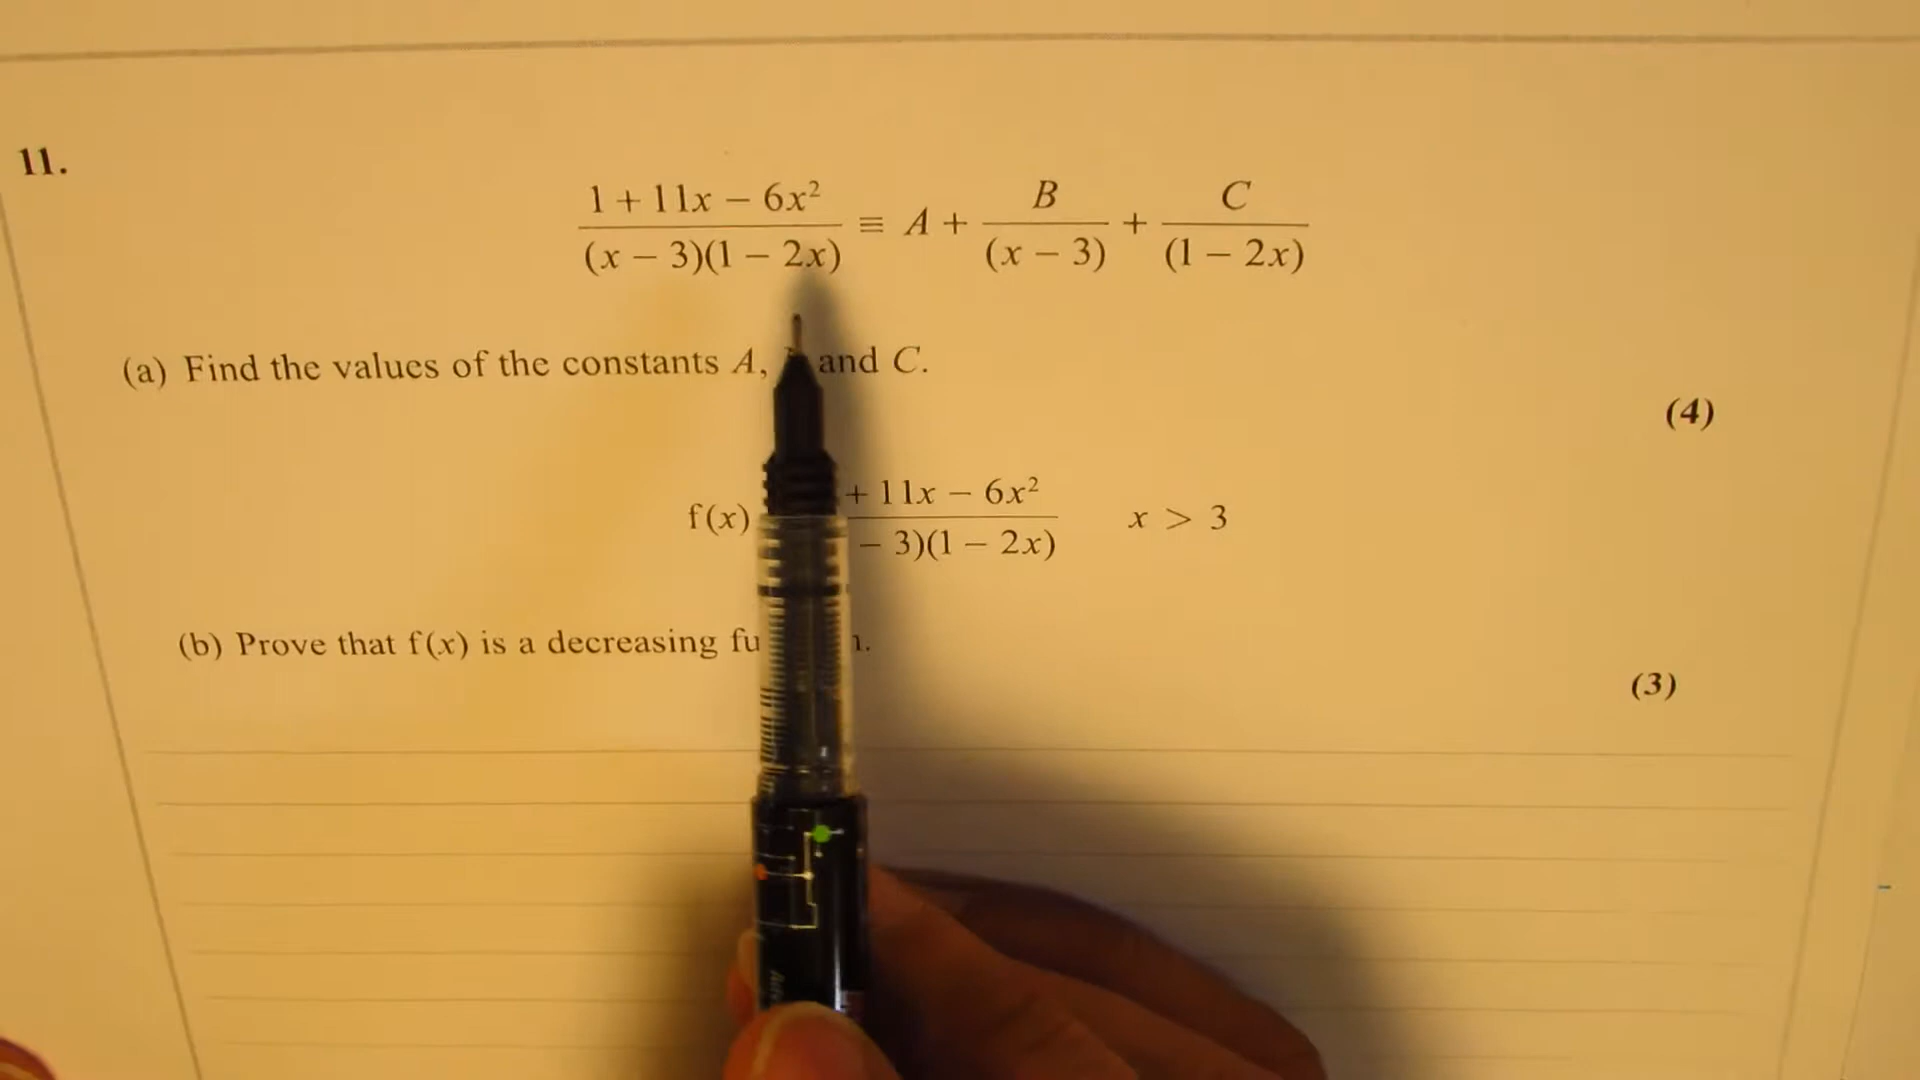 11.
1 + 11x − 6x²
(x − 3)(1 − 2x)
≡ A +
B
(x − 3)
+
C
(1 − 2x)
(a) Find the values of the constants A, and C.
(4)
f(x)
+ 11x − 6x²
− 3)(1 − 2x)
x > 3
(b) Prove that f(x) is a decreasing
(3)